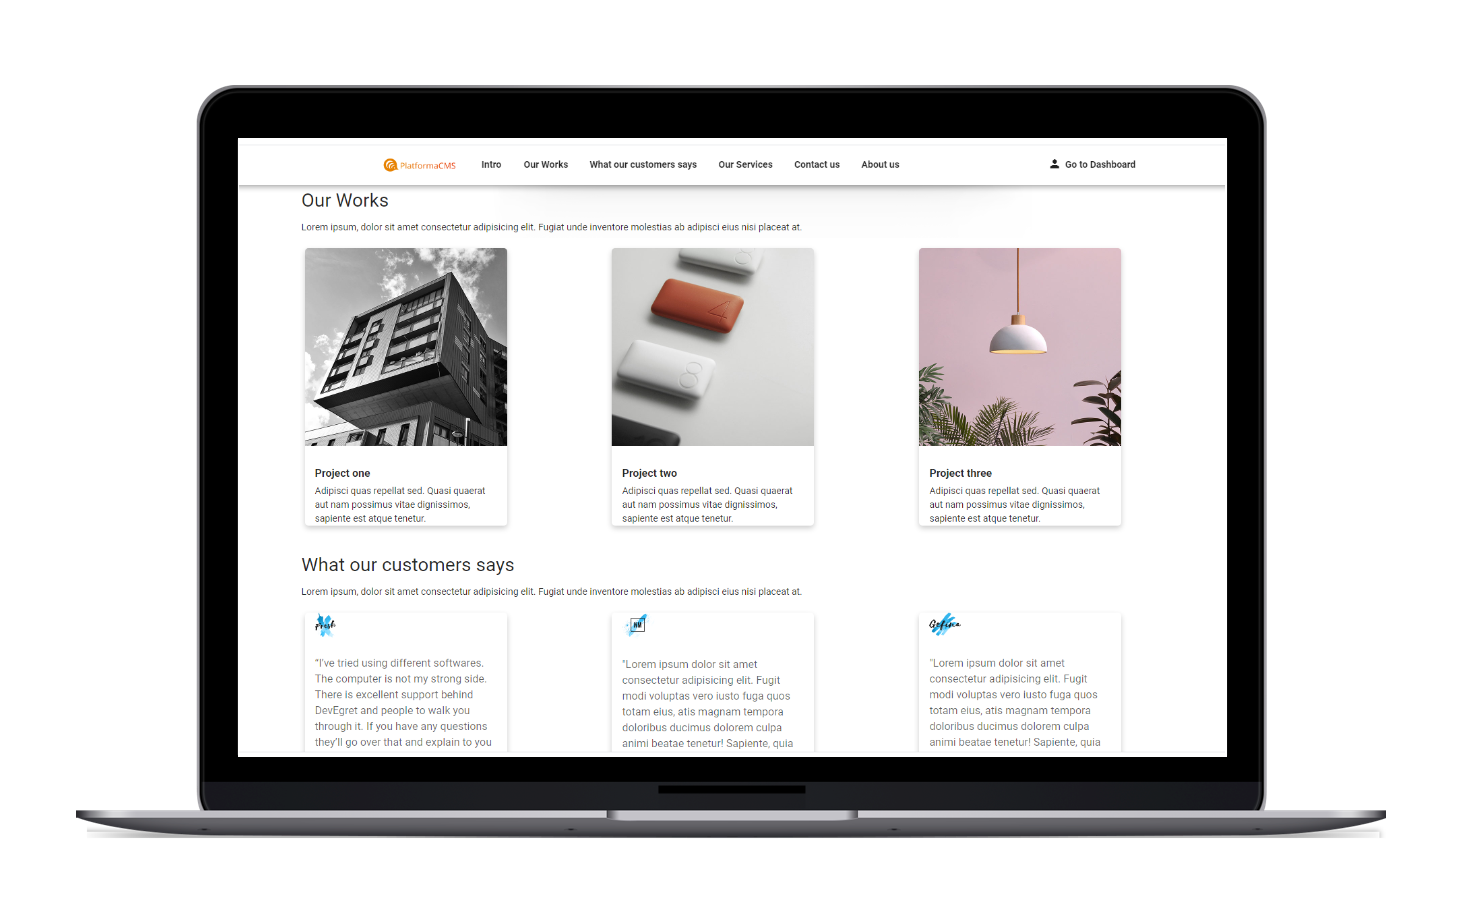 PlatformaCMS Intro Our Works What our customers says Our Services Contact us About us Go to Dashboard
Our Works
Lorem ipsum, dolor sit amet consectetur adipisicing elit. Fugiat unde inventore molestias ab adipisci eius nisi placeat at.
8
4
8
Project one
Adipisci quas repellat sed. Quasi quaerat
aut nam possimus vitae dignissimos,
sapiente est atque tenetur.
Project two
Adipisci quas repellat sed. Quasi quaerat
aut nam possimus vitae dignissimos,
sapiente est atque tenetur.
Project three
Adipisci quas repellat sed. Quasi quaerat
aut nam possimus vitae dignissimos,
sapiente est atque tenetur.
What our customers says
Lorem ipsum, dolor sit amet consectetur adipisicing elit. Fugiat unde inventore molestias ab adipisci eius nisi placeat at.
Fresh
"I've tried using different softwares.
The computer is not my strong side.
There is excellent support behind
DevEgret and people to walk you
through it. If you have any questions
they'll go over that and explain to you
NM
"Lorem ipsum dolor sit amet
consectetur adipisicing elit. Fugit
modi voluptas vero iusto fuga quos
totam eius, atis magnam tempora
doloribus ducimus dolorem culpa
animi beatae tenetur! Sapiente, quia
"Lorem ipsum dolor sit amet
consectetur adipisicing elit. Fugit
modi voluptas vero iusto fuga quos
totam eius, atis magnam tempora
doloribus ducimus dolorem culpa
animi beatae tenetur! Sapiente, quia